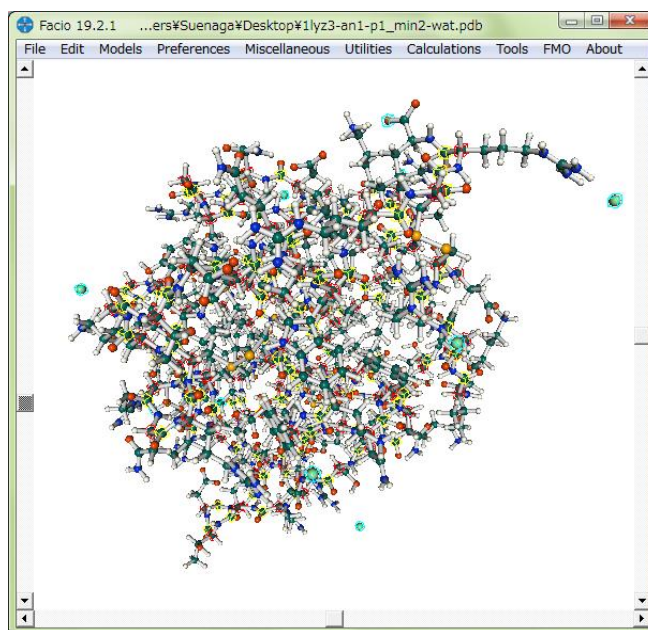 Facio 19.2.1 ...ers¥Suenaga¥Desktop¥1lyz3-an1-p1_min2-wat.pdb
File Edit Models Preferences Miscellaneous Utilities Calculations Tools FMO About